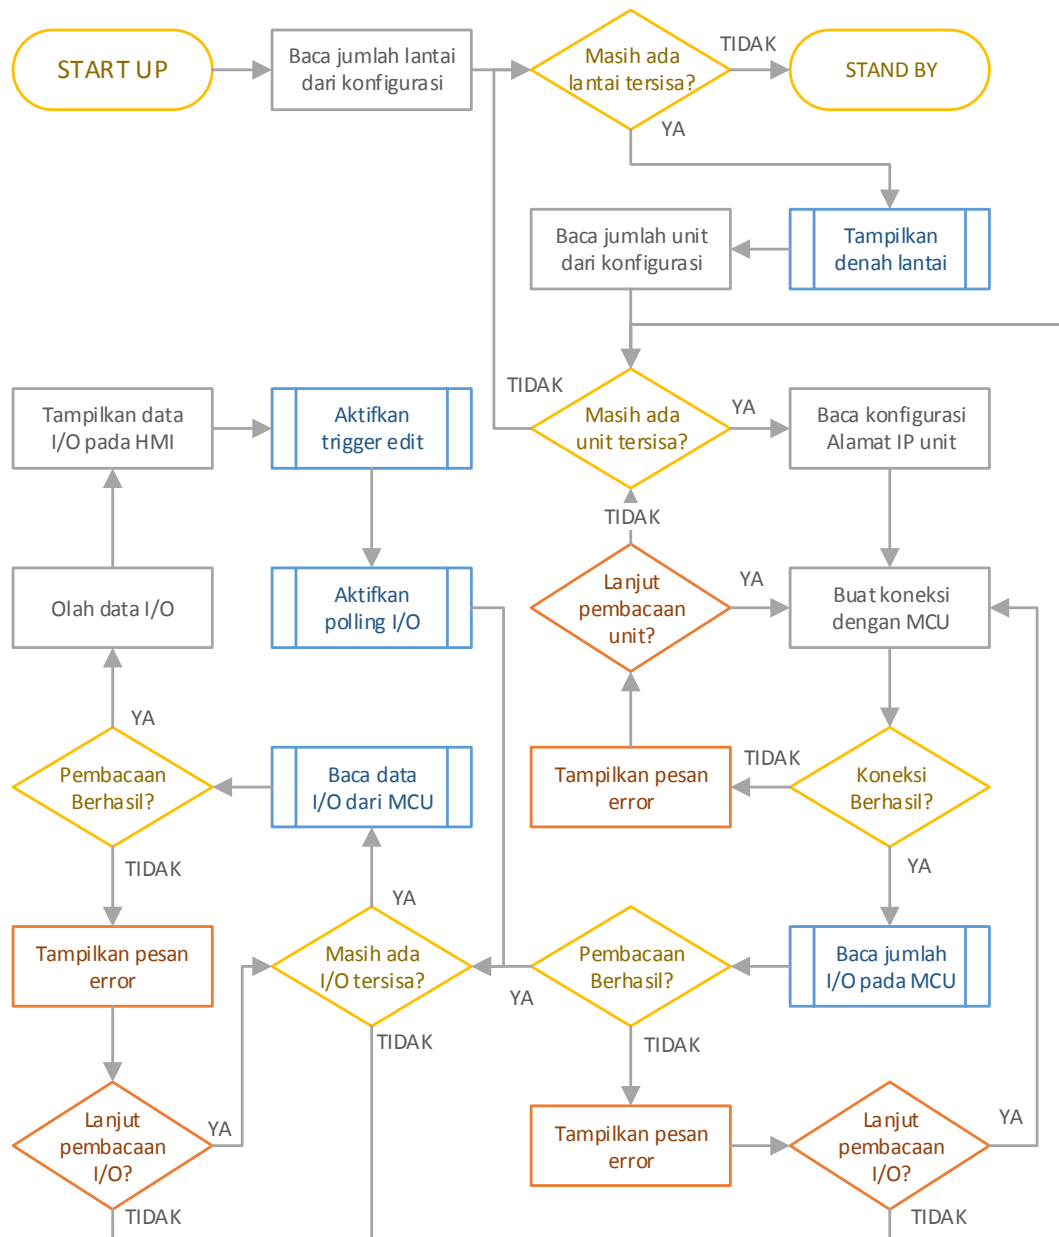 START UP
Baca jumlah lantai
dari konfigurasi
Masih ada
lantai tersisa?
TIDAK
STAND BY
YA
Baca jumlah unit
dari konfigurasi
Tampilkan
denah lantai
TIDAK
Masih ada
unit tersisa?
YA
Baca konfigurasi
Alamat IP unit
Tampilkan data
I/O pada HMI
Aktifkan
trigger edit
TIDAK
Olah data I/O
Aktifkan
polling I/O
Lanjut
pembacaan
unit?
YA
Buat koneksi
dengan MCU
YA
Pembacaan
Berhasil?
Baca data
I/O dari MCU
Tampilkan pesan
error
TIDAK
Koneksi
Berhasil?
TIDAK
YA
YA
Tampilkan pesan
error
Masih ada
I/O tersisa?
YA
Pembacaan
Berhasil?
Baca jumlah
I/O pada MCU
TIDAK
TIDAK
Lanjut
pembacaan
I/O?
YA
Tampilkan pesan
error
Lanjut
pembacaan
I/O?
YA
TIDAK
TIDAK